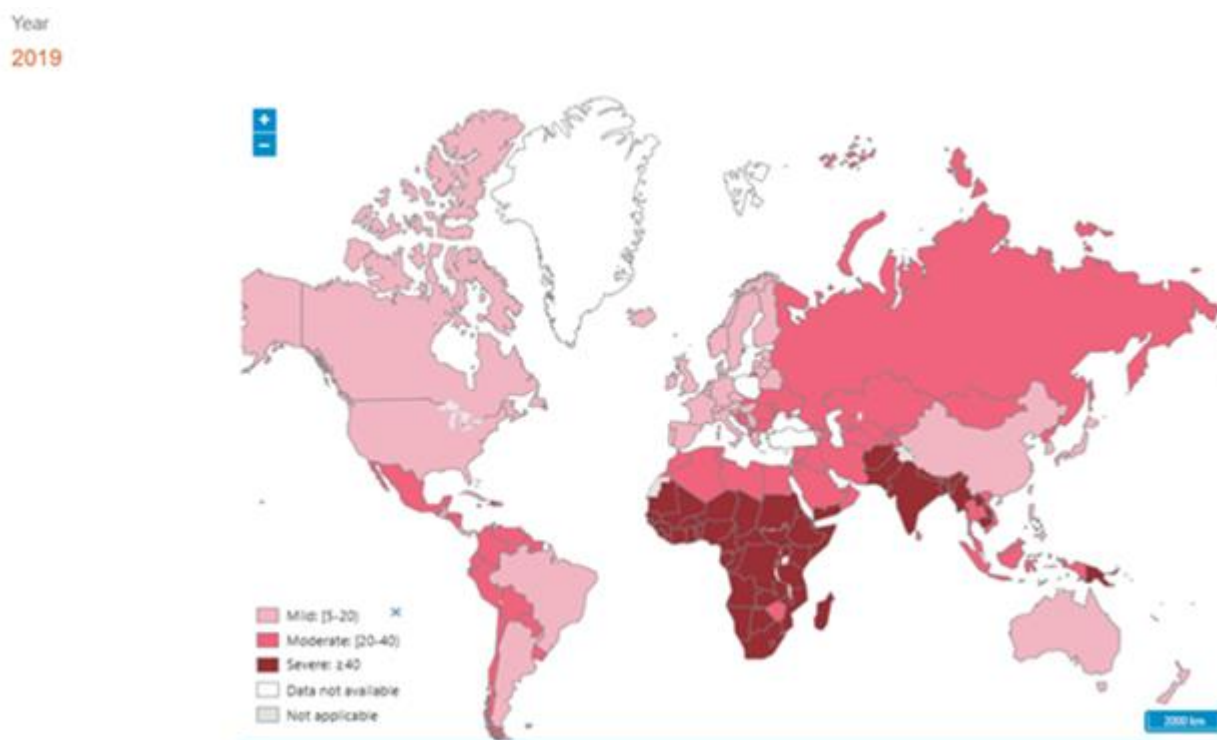 Year
2019
+
−
Mild: [5-20)
×
Moderate: [20-40)
Severe: ≥40
Data not available
Not applicable
2000 km